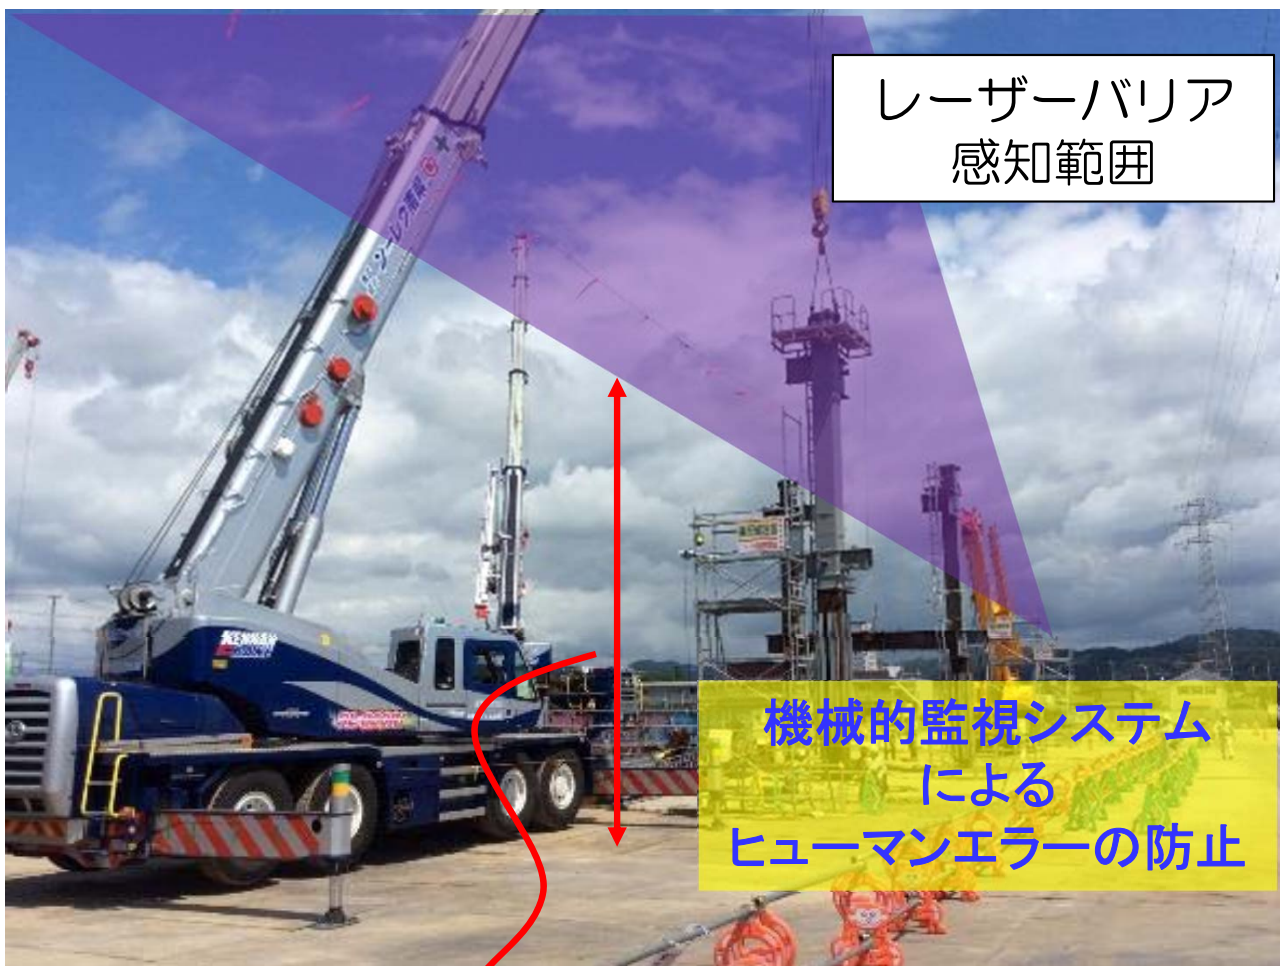 レーザーバリア
感知範囲
機械的監視システム
による
ヒューマンエラーの防止